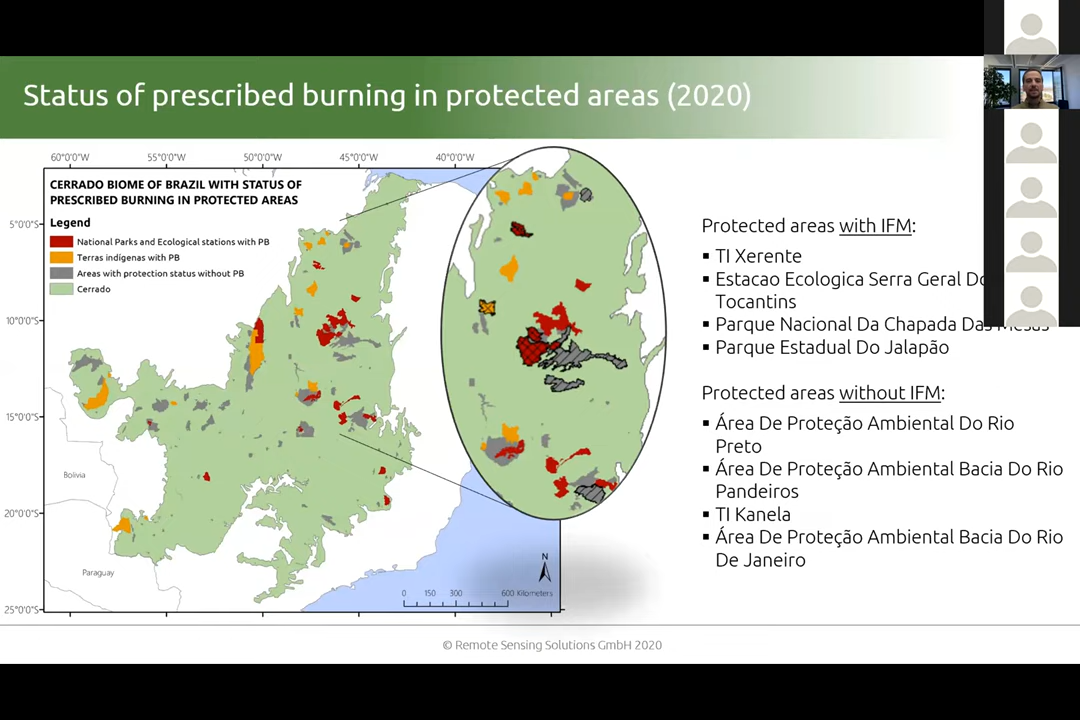 Status of prescribed burning in protected areas (2020)
60°0'0"W 55°0'0"W 50°0'0"W 45°0'0"W 40°0'0"W
CERRADO BIOME OF BRAZIL WITH STATUS OF
PRESCRIBED BURNING IN PROTECTED AREAS
Legend
National Parks and Ecological stations with PB
Terras indígenas with PB
Areas with protection status without PB
Cerrado
5°0'0"S
10°0'0"S
15°0'0"S
20°0'0"S
25°0'0"S
Bolivia
Paraguay
N
0 150 300 600 Kilometers
Protected areas with IFM:
▪ TI Xerente
▪ Estacao Ecologica Serra Geral Do
Tocantins
▪ Parque Nacional Da Chapada Das Mesas
▪ Parque Estadual Do Jalapão
Protected areas without IFM:
▪ Área De Proteção Ambiental Do Rio
Preto
▪ Área De Proteção Ambiental Bacia Do Rio
Pandeiros
▪ TI Kanela
▪ Área De Proteção Ambiental Bacia Do Rio
De Janeiro
© Remote Sensing Solutions GmbH 2020